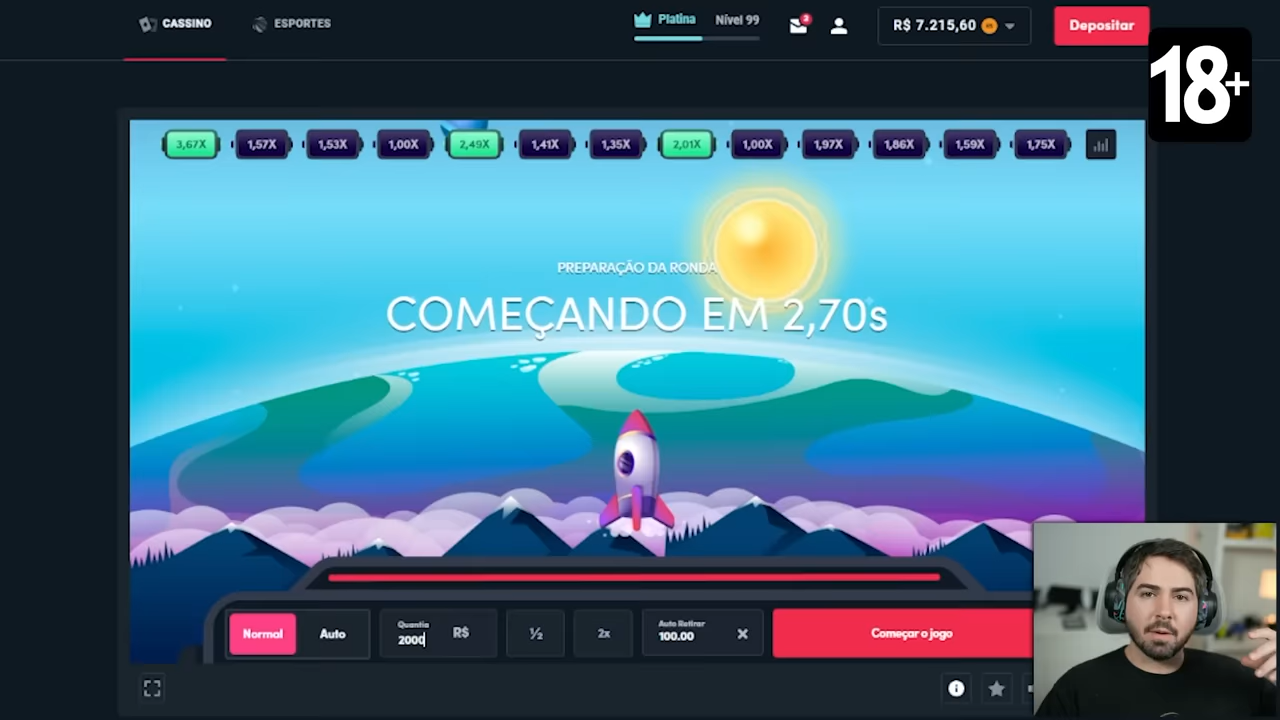 CASSINO
ESPORTES
Platina
Nível 99
2
R$ 7.215,60
Depositar
18+
3,67X
1,57X
1,53X
1,00X
2,49X
1,41X
1,35X
2,01X
1,00X
1,97X
1,86X
1,59X
1,75X
PREPARAÇÃO DA RONDA
COMEÇANDO EM 2,70s
Normal
Auto
Quantia
2000
R$
½
2x
Auto Retirar
100.00
Começar o jogo